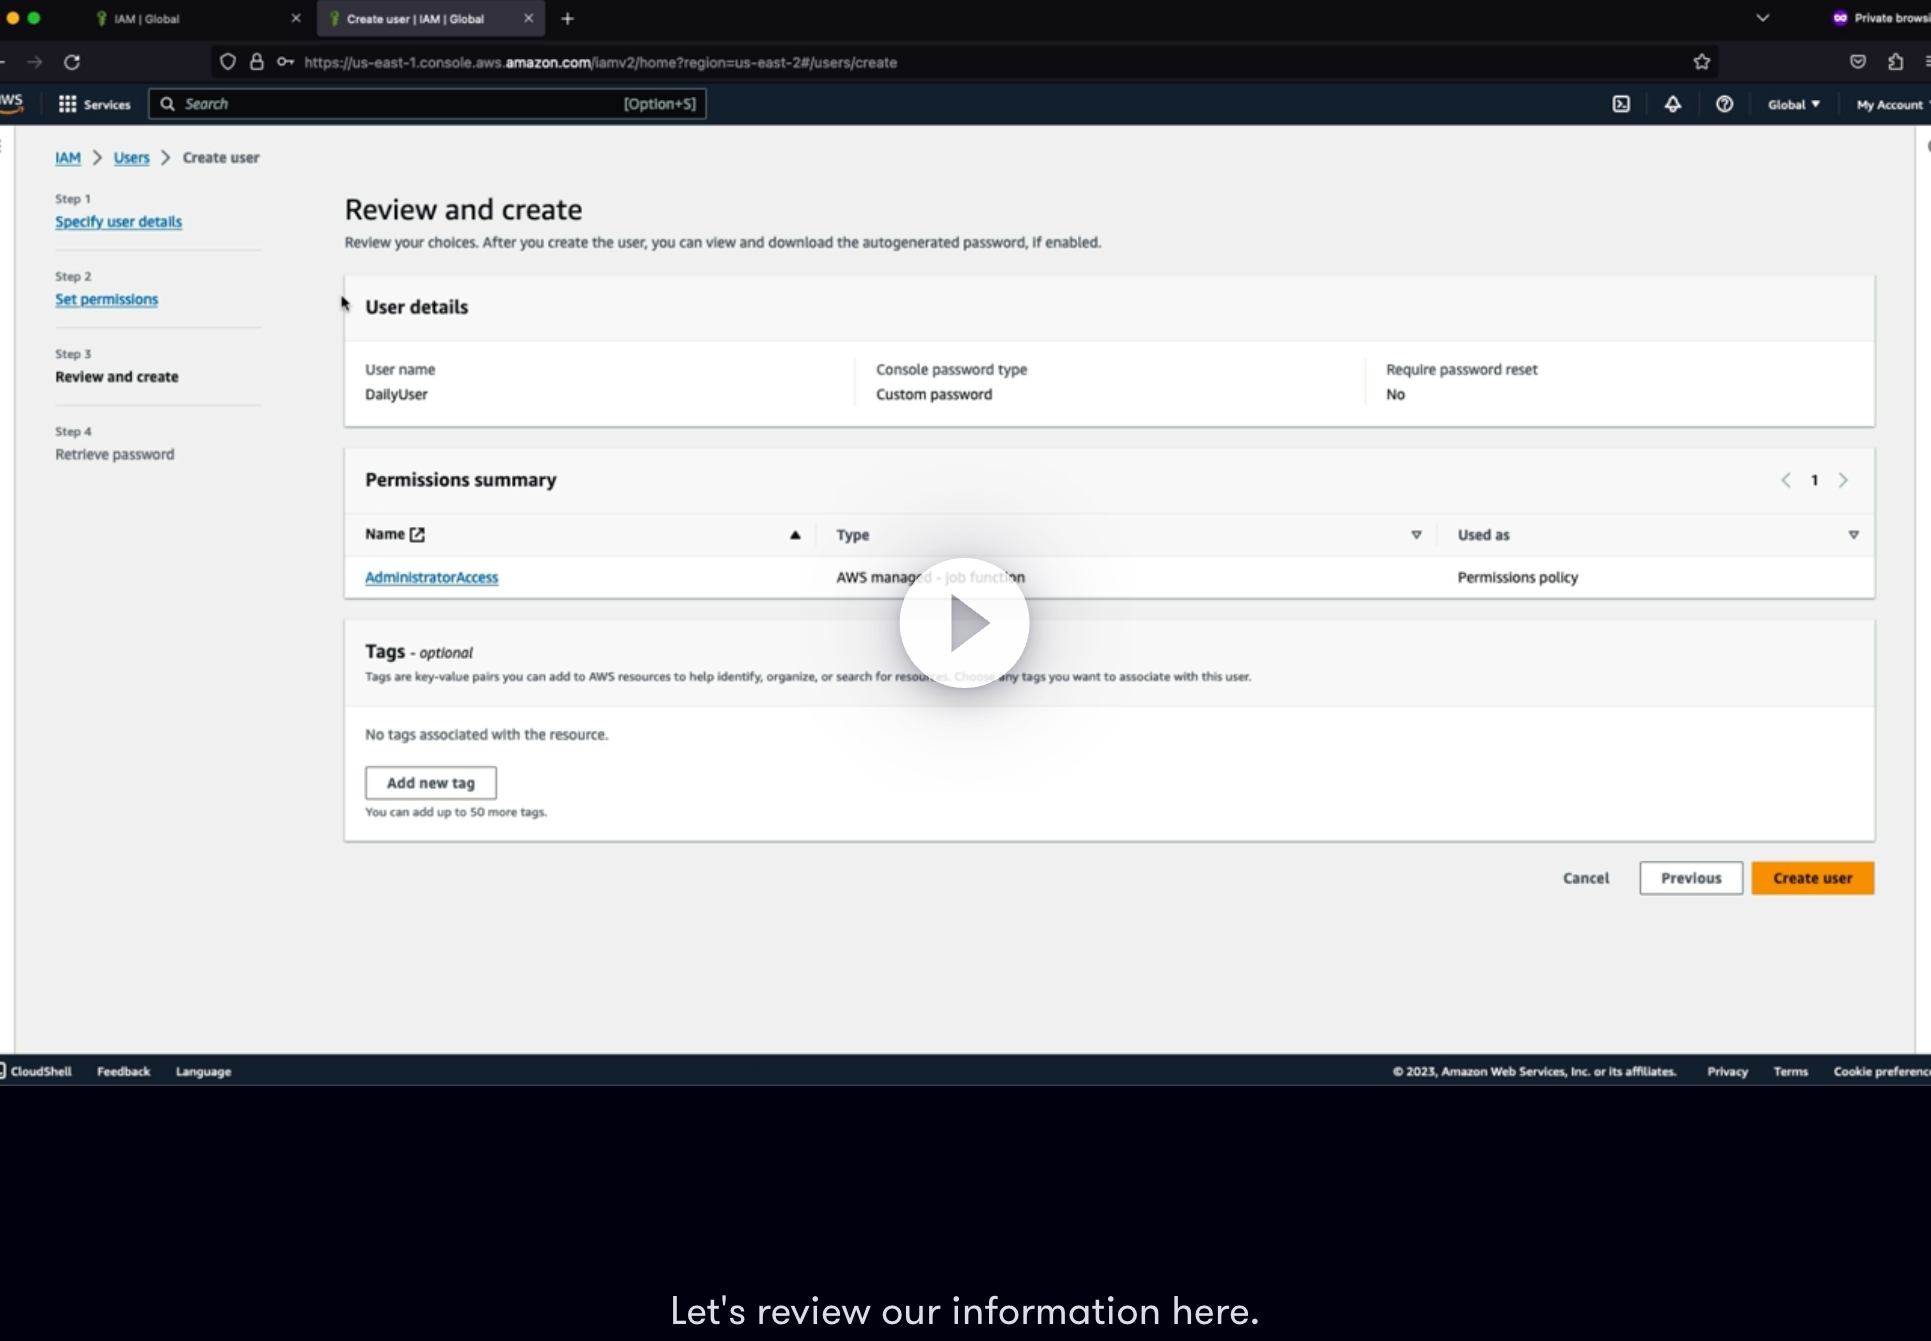 IAM | Global
Create user | IAM | Global
Private browsi
https://us-east-1.console.aws.amazon.com/iamv2/home?region=us-east-2#/users/create
aws
Services
Search
[Option+S]
Global
My Account
IAM > Users > Create user
Step 1
Specify user details
Step 2
Set permissions
Step 3
Review and create
Step 4
Retrieve password
Review and create
Review your choices. After you create the user, you can view and download the autogenerated password, if enabled.
User details
User name
DailyUser
Console password type
Custom password
Require password reset
No
Permissions summary
1
Name
Type
Used as
AdministratorAccess
AWS managed - job function
Permissions policy
Tags - optional
Tags are key-value pairs you can add to AWS resources to help identify, organize, or search for resources. Choose any tags you want to associate with this user.
No tags associated with the resource.
Add new tag
You can add up to 50 more tags.
Cancel
Previous
Create user
CloudShell
Feedback
Language
© 2023, Amazon Web Services, Inc. or its affiliates.
Privacy
Terms
Cookie preferenc
Let's review our information here.